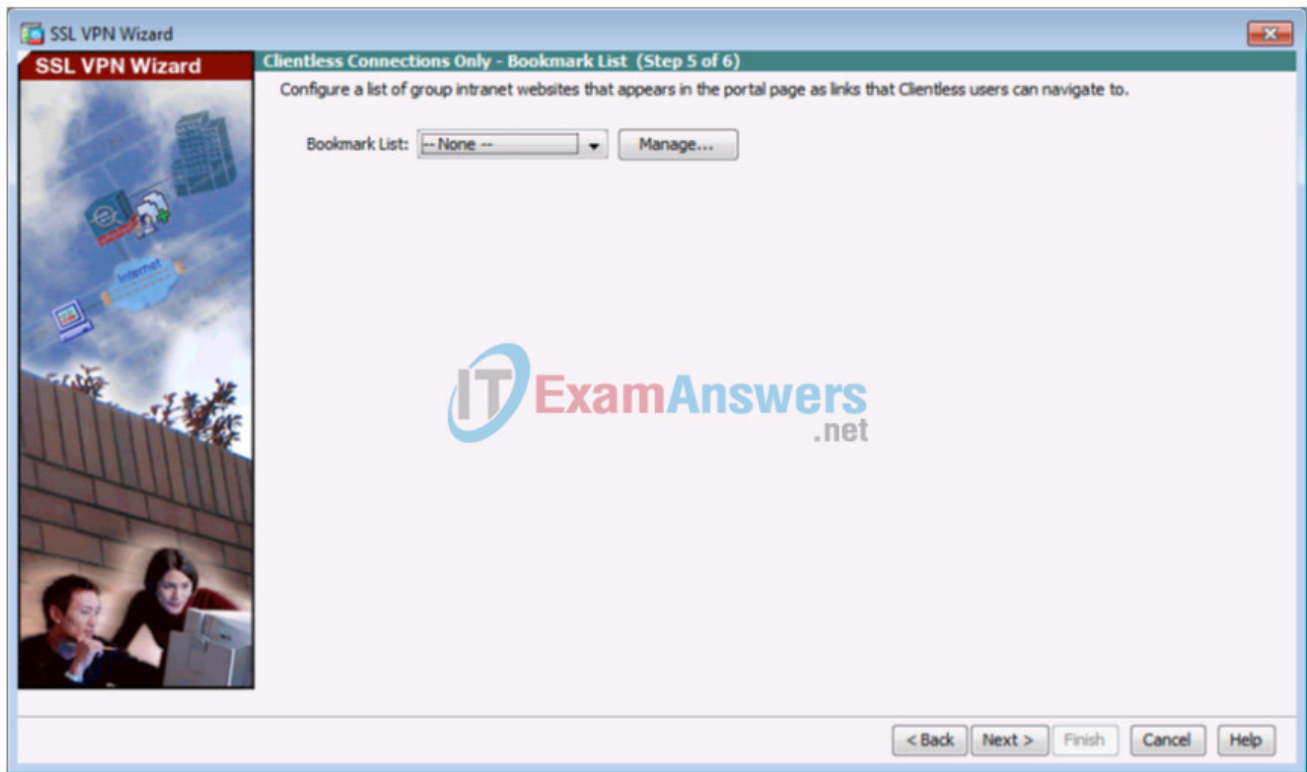 SSL VPN Wizard
SSL VPN Wizard
Clientless Connections Only - Bookmark List (Step 5 of 6)
Configure a list of group intranet websites that appears in the portal page as links that Clientless users can navigate to.
Bookmark List:
-- None --
Manage...
Internet
ITExamAnswers
.net
< Back
Next >
Finish
Cancel
Help